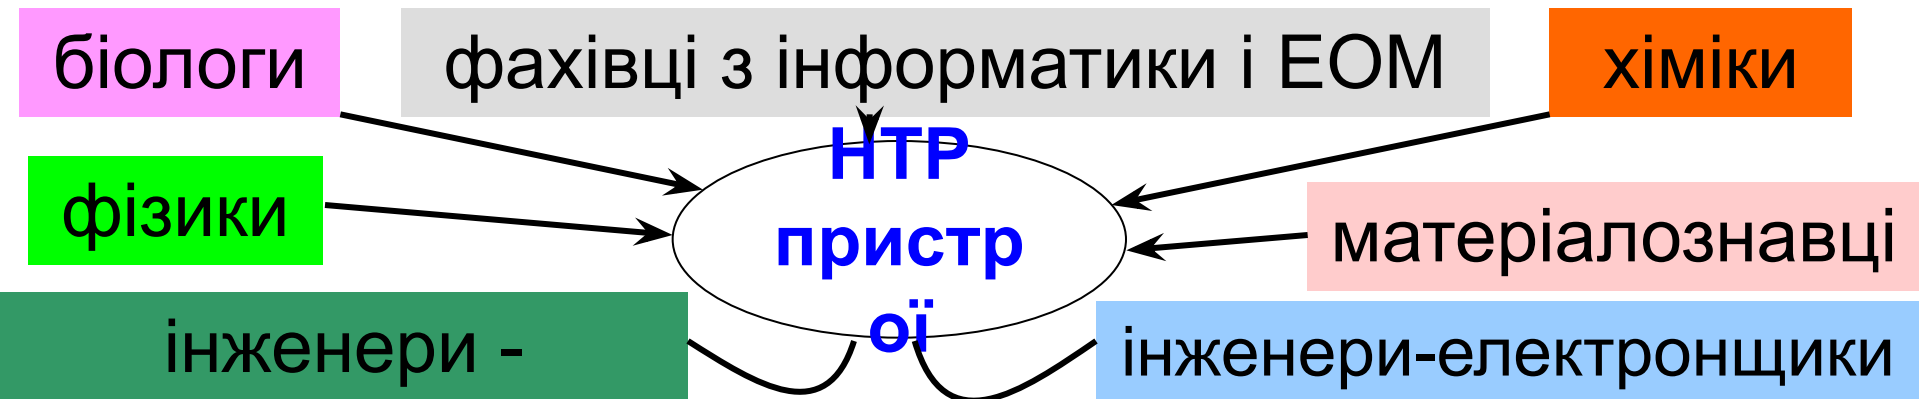 біологи
фахівці з інформатики і ЕОМ
хіміки
НТР
пристр
ої
фізики
матеріалознавці
інженери -
інженери-електронщики